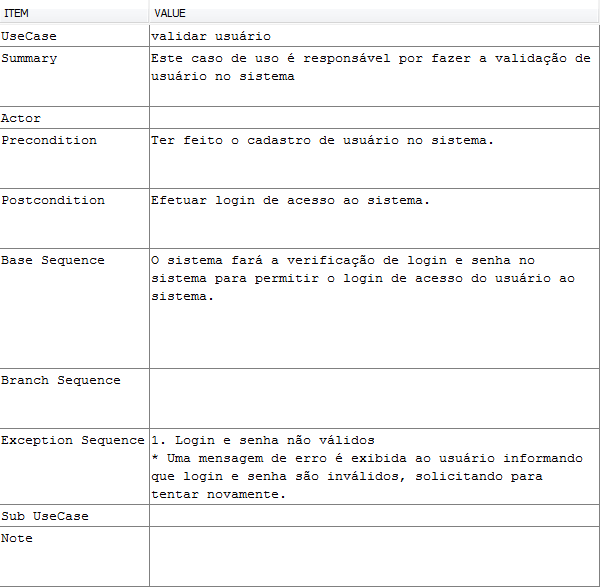 ITEM VALUE
UseCase validar usuário
Summary Este caso de uso é responsável por fazer a validação de
usuário no sistema
Actor
Precondition Ter feito o cadastro de usuário no sistema.
Postcondition Efetuar login de acesso ao sistema.
Base Sequence O sistema fará a verificação de login e senha no
sistema para permitir o login de acesso do usuário ao
sistema.
Branch Sequence
Exception Sequence 1. Login e senha não válidos
* Uma mensagem de erro é exibida ao usuário informando
que login e senha são inválidos, solicitando para
tentar novamente.
Sub UseCase
Note